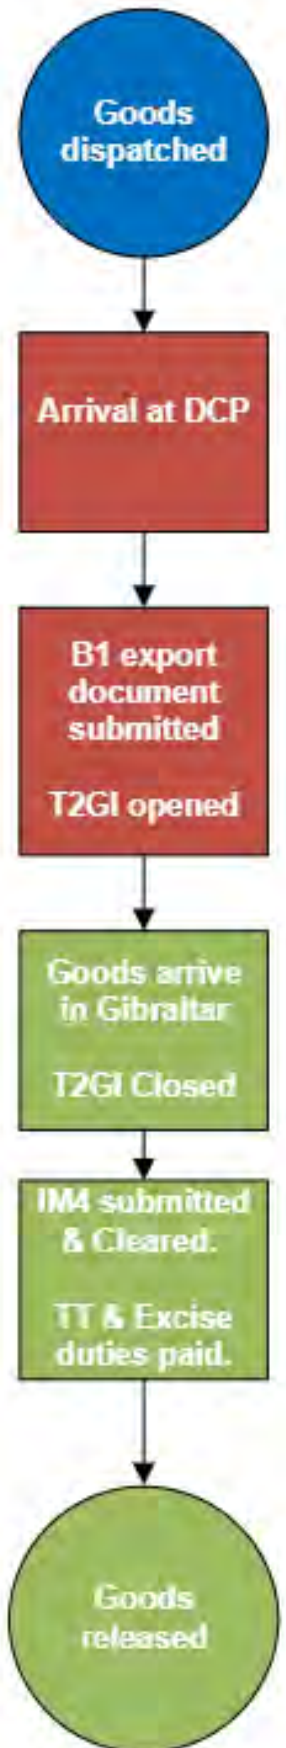 Goods
dispatched
Arrival at DCP
B1 export
document
submitted
T2GI opened
Goods arrive
in Gibraltar
T2GI Closed
IM4 submitted
& Cleared.
TT & Excise
duties paid.
Goods
released